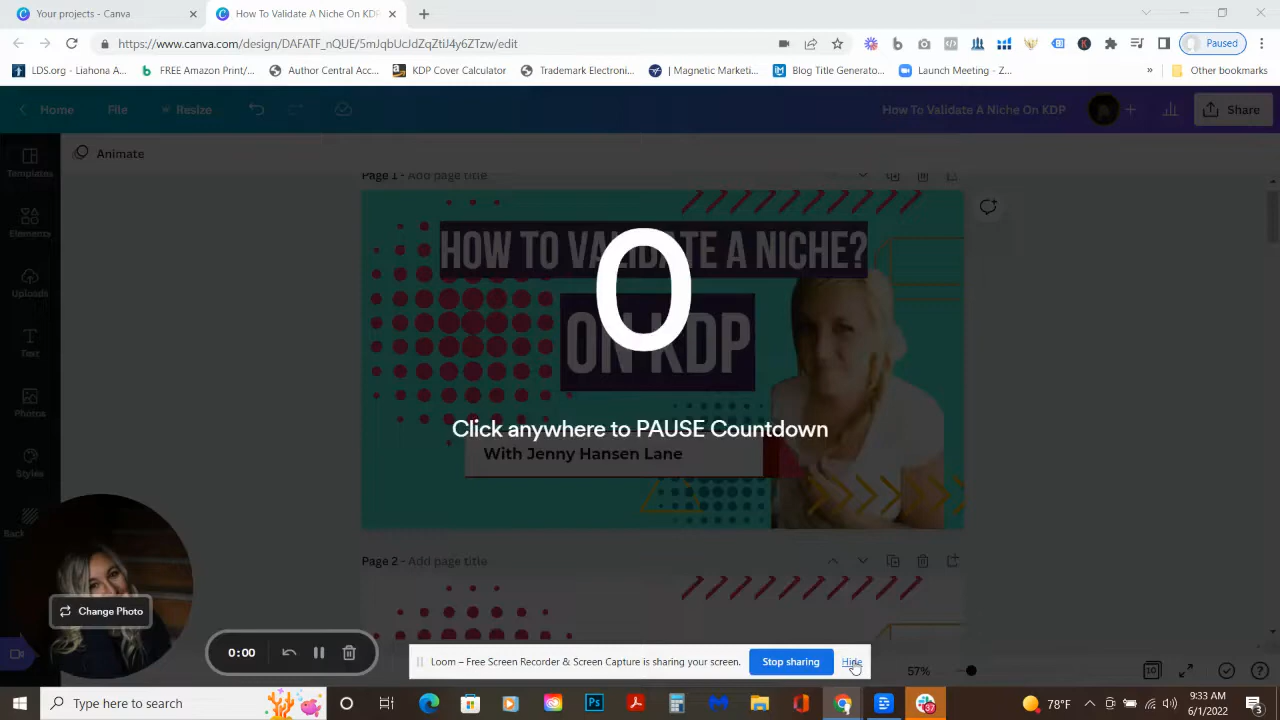 Your projects - Canva
How To Validate A Niche On KDP
https://www.canva.com/design/DAFATF_nQUE/5mJqbUcJdZqZtiJ4y6ZTzw/edit
Paused
LDS.org - Liahona A...
FREE Amazon Print/...
Author Central Acc...
KDP Cover Calculator
Trademark Electroni...
| Magnetic Marketi...
Blog Title Generato...
Launch Meeting - Z...
»
Other bookmarks
Home
File
Resize
How To Validate A Niche On KDP
Share
Templates
Animate
Page 1 - Add page title
Elements
HOW TO VALIDATE A NICHE?
0
Uploads
ON KDP
Text
Photos
Click anywhere to PAUSE Countdown
With Jenny Hansen Lane
Styles
Back
Page 2 - Add page title
Change Photo
0:00
Loom – Free Screen Recorder & Screen Capture is sharing your screen.
Stop sharing
Hide
57%
10
Type here to search
Ps
37
78°F
9:33 AM
6/1/2022
3